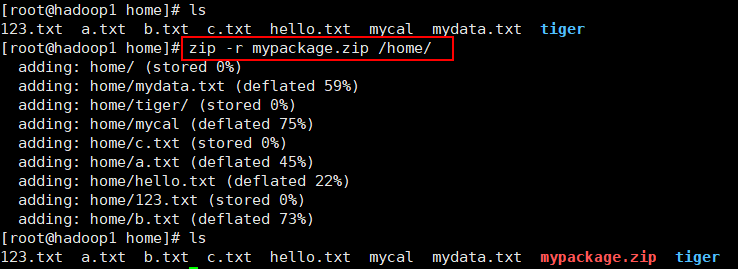 [root@hadoop1 home]# ls
123.txt  a.txt  b.txt  c.txt  hello.txt  mycal  mydata.txt  tiger
[root@hadoop1 home]# zip -r mypackage.zip /home/
  adding: home/ (stored 0%)
  adding: home/mydata.txt (deflated 59%)
  adding: home/tiger/ (stored 0%)
  adding: home/mycal (deflated 75%)
  adding: home/c.txt (stored 0%)
  adding: home/a.txt (deflated 45%)
  adding: home/hello.txt (deflated 22%)
  adding: home/123.txt (stored 0%)
  adding: home/b.txt (deflated 73%)
[root@hadoop1 home]# ls
123.txt  a.txt  b.txt  c.txt  hello.txt  mycal  mydata.txt  mypackage.zip  tiger